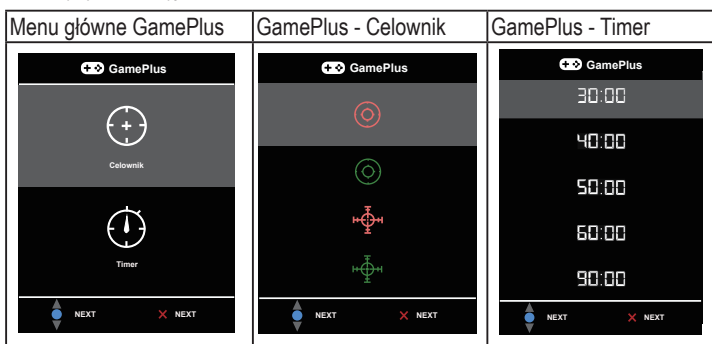 Menu główne GamePlus
GamePlus - Celownik
GamePlus - Timer
GamePlus
Celownik
Timer
NEXT
NEXT
GamePlus
NEXT
NEXT
GamePlus
30:00
40:00
50:00
60:00
90:00
NEXT
NEXT